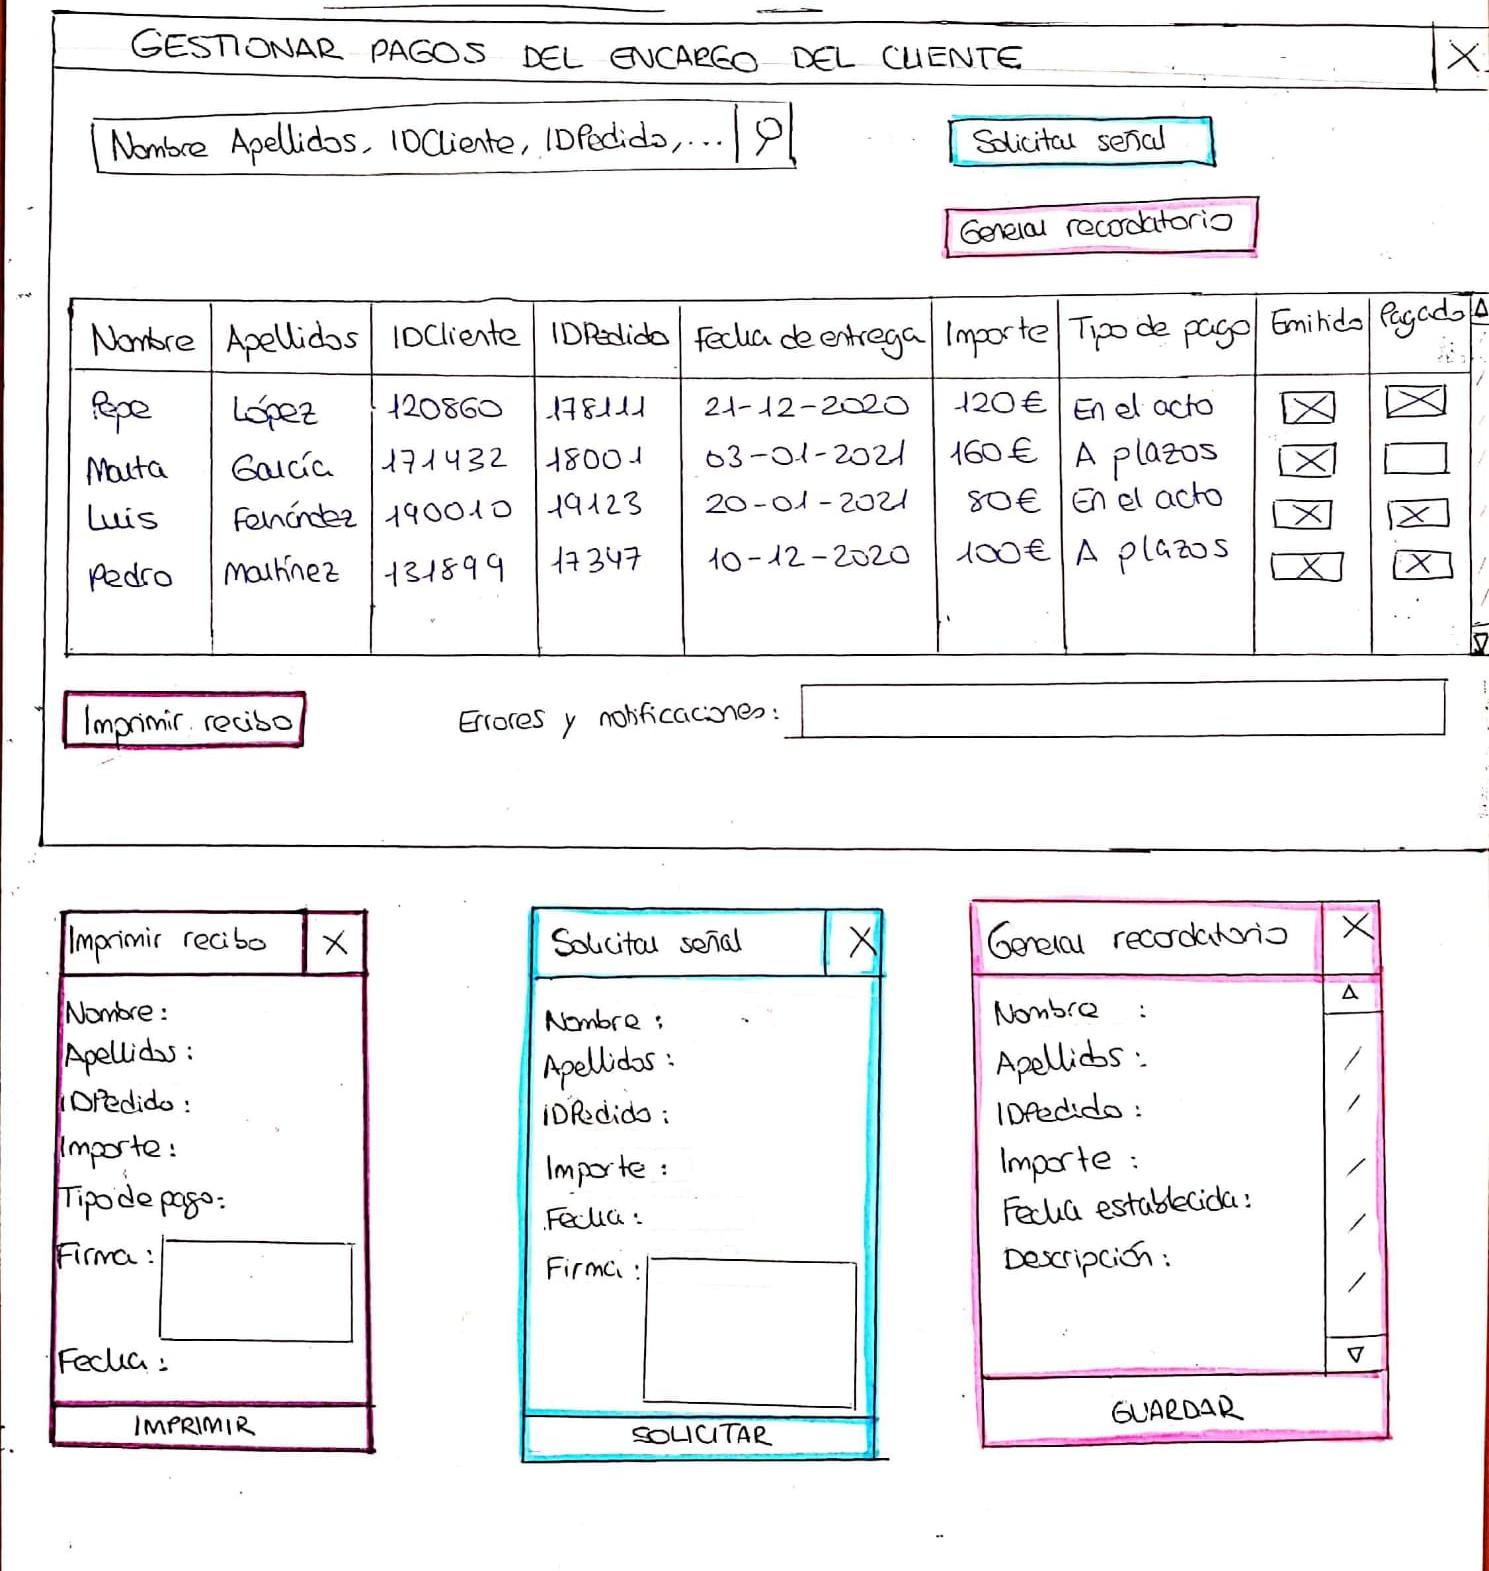 GESTIONAR PAGOS DEL ENCARGO DEL CLIENTE X
Nombre Apellidos, IDCliente, IDPedido,...
Solicitar señal
Generar recordatorio
Nombre Apellidos IDCliente IDPedido Fecha de entrega Importe Tipo de pago Emitido Pagado
Pepe López 120860 178111 21-12-2020 120€ En el acto
Marta García 171432 18001 03-01-2021 160€ A plazos
Luis Fernández 190010 19123 20-01-2021 80€ En el acto
Pedro Martínez 131899 17347 10-12-2020 100€ A plazos
Imprimir recibo Errores y notificaciones:
Imprimir recibo X
Nombre:
Apellidos:
IDPedido:
Importe:
Tipo de pago:
Firma:
Fecha:
IMPRIMIR
Solicitar señal X
Nombre:
Apellidos:
IDPedido:
Importe:
Fecha:
Firma:
SOLICITAR
Generar recordatorio X
Nombre :
Apellidos:
IDPedido:
Importe:
Fecha establecida:
Descripción:
GUARDAR